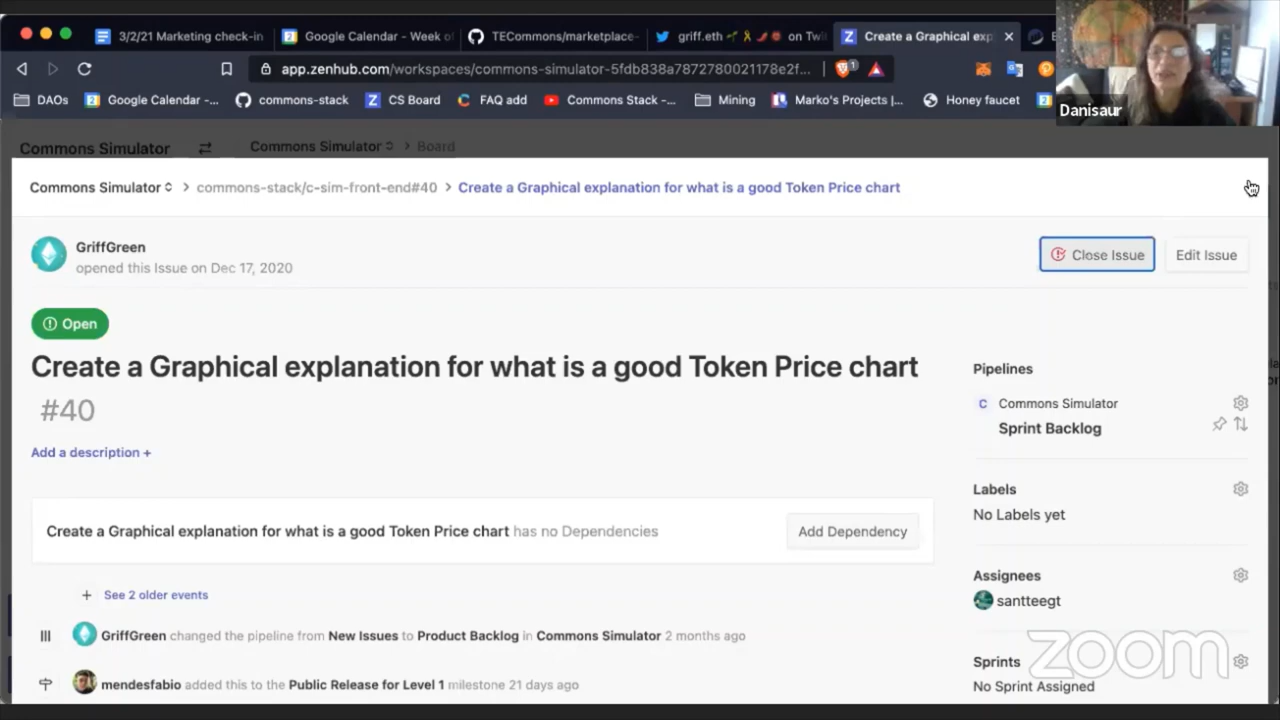 3/2/21 Marketing check-in
Google Calendar - Week of
TECommons/marketplace-
griff.eth
on Twi
Create a Graphical exp
app.zenhub.com/workspaces/commons-simulator-5fdb838a7872780021178e2f...
1
DAOs
Google Calendar -...
commons-stack
CS Board
FAQ add
Commons Stack -...
Mining
Marko's Projects |...
Honey faucet
Danisaur
Commons Simulator
Commons Simulator
Board
Commons Simulator > commons-stack/c-sim-front-end#40 > Create a Graphical explanation for what is a good Token Price chart
GriffGreen
opened this Issue on Dec 17, 2020
Close Issue
Edit Issue
Open
Create a Graphical explanation for what is a good Token Price chart
#40
Add a description +
Create a Graphical explanation for what is a good Token Price chart has no Dependencies
Add Dependency
+ See 2 older events
GriffGreen changed the pipeline from New Issues to Product Backlog in Commons Simulator 2 months ago
mendesfabio added this to the Public Release for Level 1 milestone 21 days ago
Pipelines
C Commons Simulator
Sprint Backlog
Labels
No Labels yet
Assignees
santteegt
Sprints
No Sprint Assigned
zoom